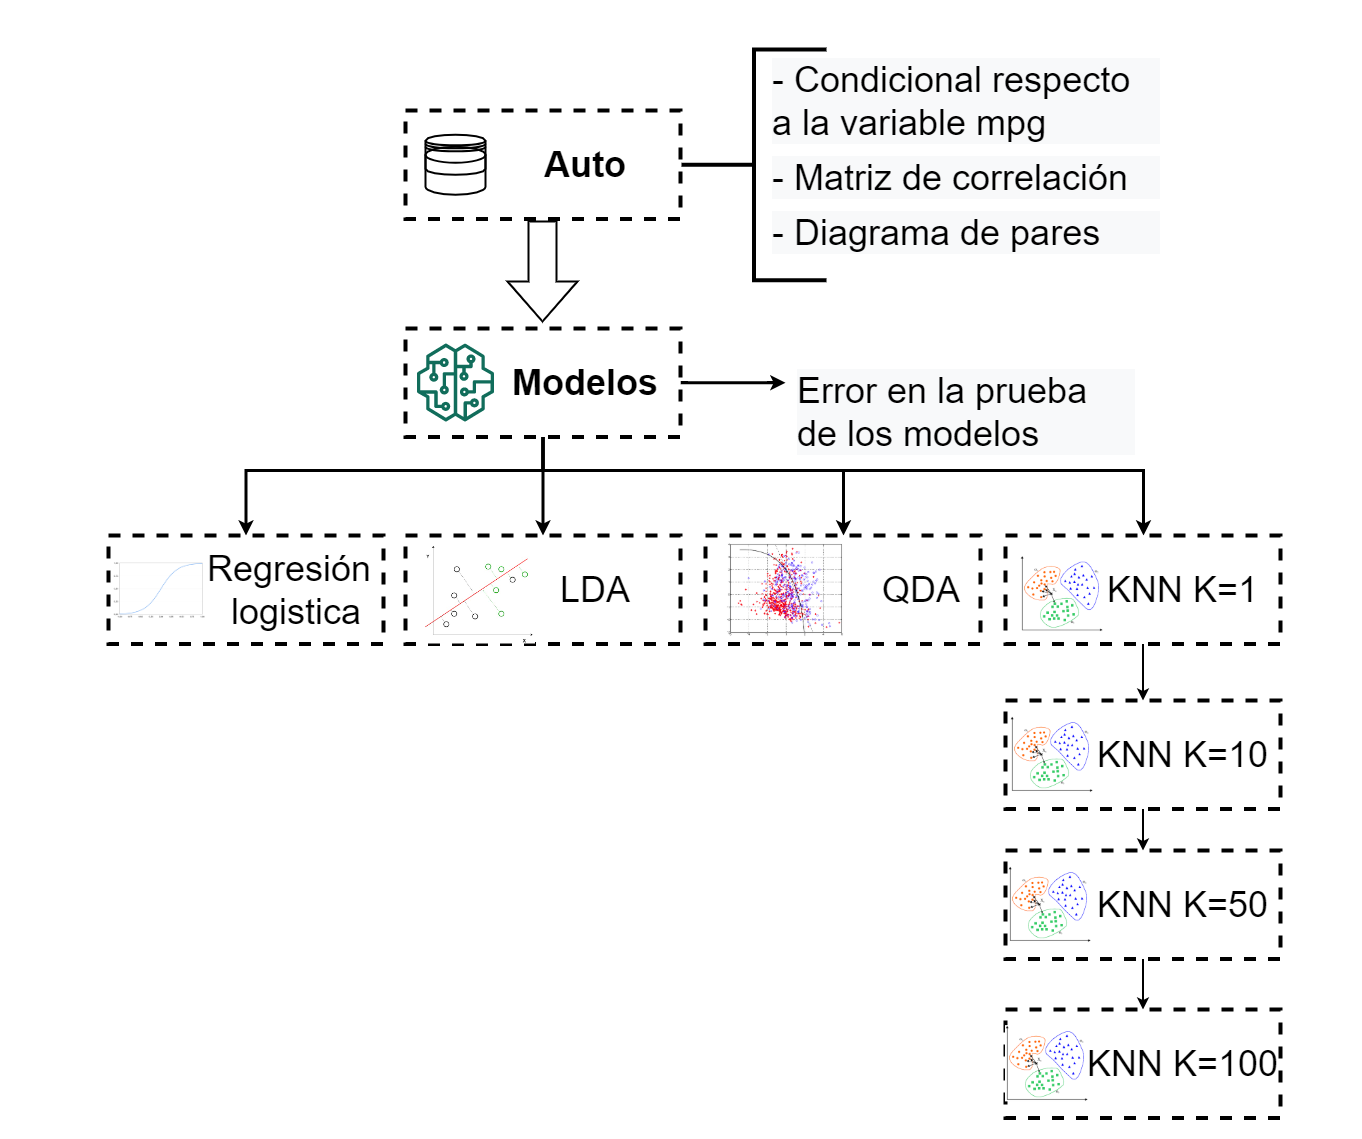 Auto
- Condicional respecto
a la variable mpg
- Matriz de correlación
- Diagrama de pares
Modelos
Error en la prueba
de los modelos
Regresión
logistica
LDA
QDA
KNN K=1
KNN K=10
KNN K=50
KNN K=100